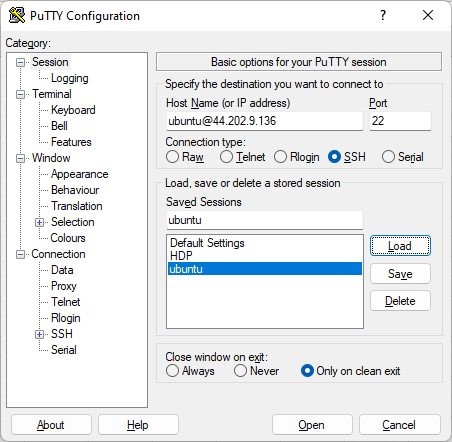 PuTTY Configuration
?
Category:
Session
Logging
Terminal
Keyboard
Bell
Features
Window
Appearance
Behaviour
Translation
Selection
Colours
Connection
Data
Proxy
Telnet
Rlogin
SSH
Serial
Basic options for your PuTTY session
Specify the destination you want to connect to
Host Name (or IP address) Port
ubuntu@44.202.9.136 22
Connection type:
Raw Telnet Rlogin SSH Serial
Load, save or delete a stored session
Saved Sessions
ubuntu
Default Settings
HDP
ubuntu
Load
Save
Delete
Close window on exit:
Always Never Only on clean exit
About Help Open Cancel